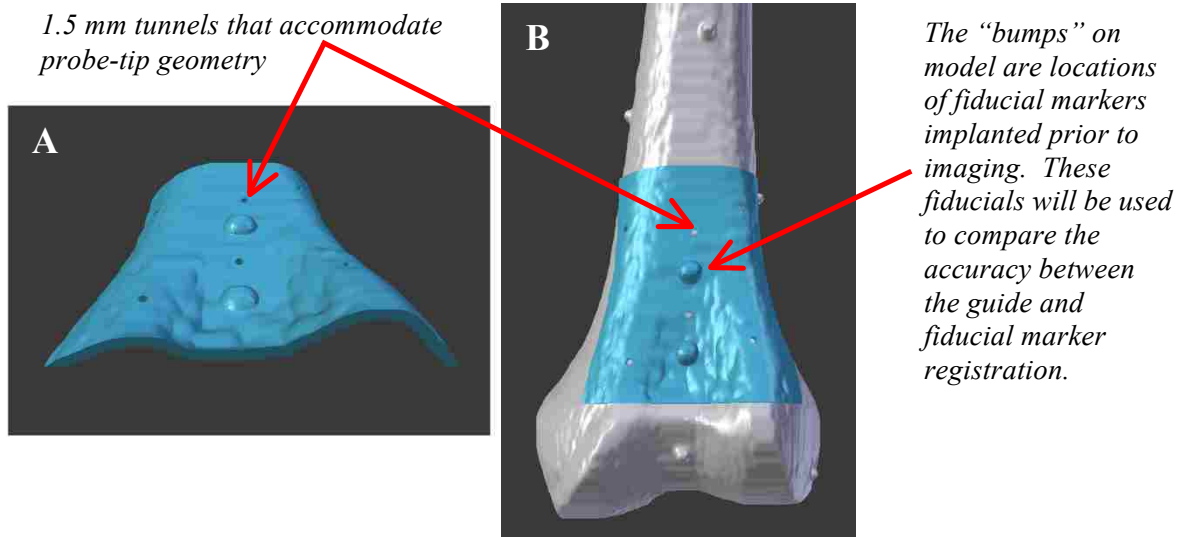 1.5 mm tunnels that accommodate
probe-tip geometry
A
B
The “bumps” on
model are locations
of fiducial markers
implanted prior to
imaging.  These
fiducials will be used
to compare the
accuracy between
the guide and
fiducial marker
registration.